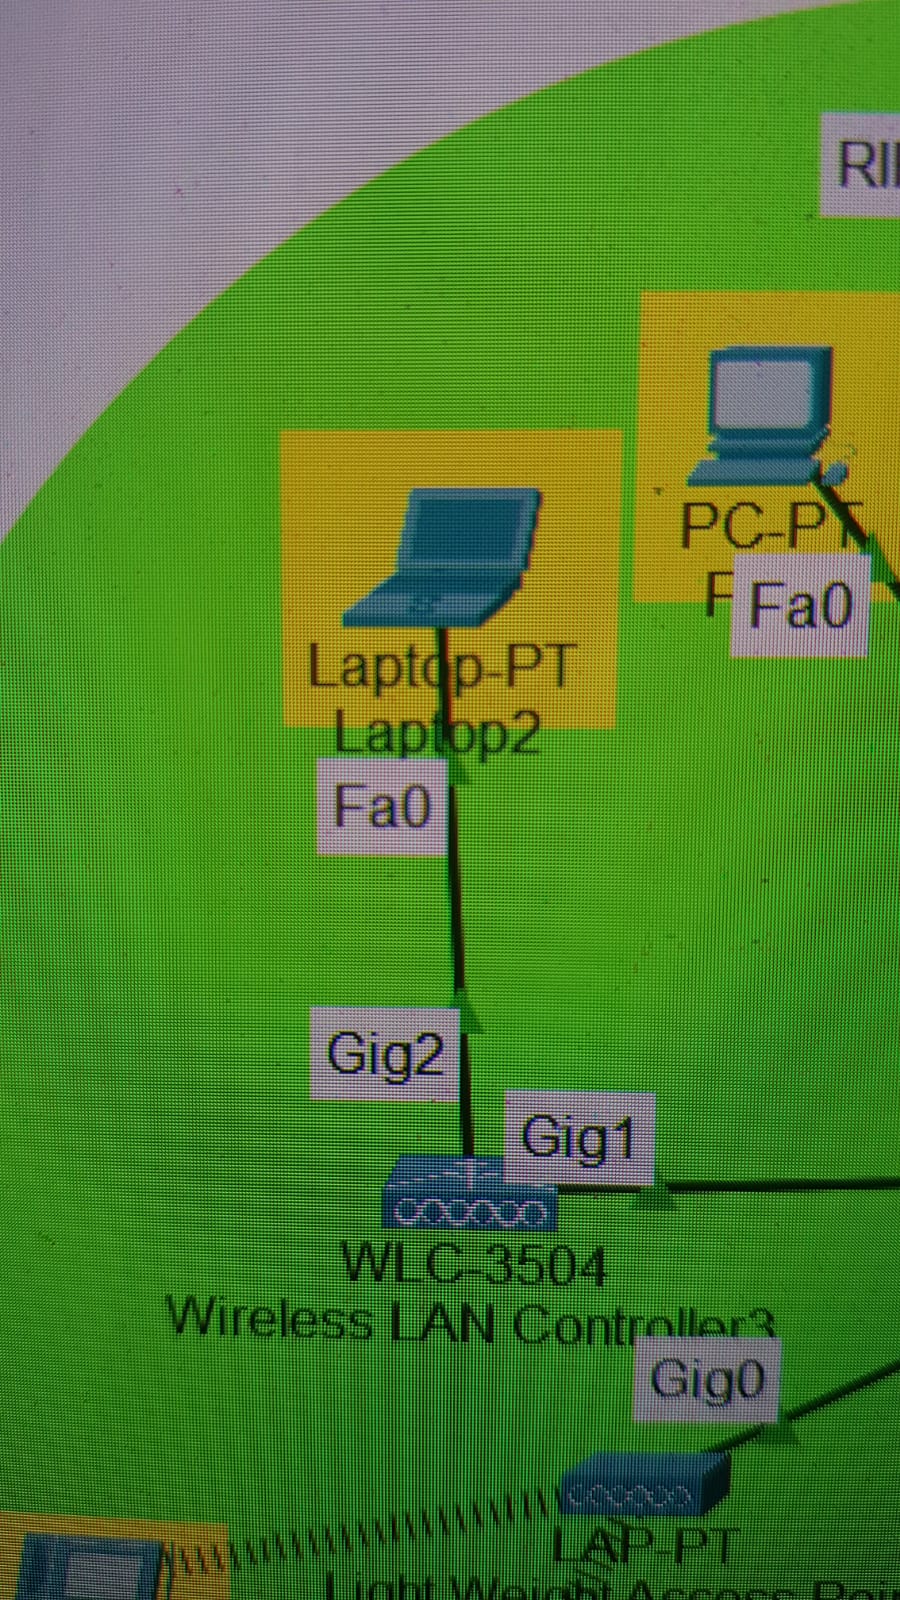 RI
PC-PT
Fa0
Laptop-PT
Laptop2
Fa0
Gig2
Gig1
WLC-3504
Wireless LAN Controller3
Gig0
LAP-PT
Light Weight Access